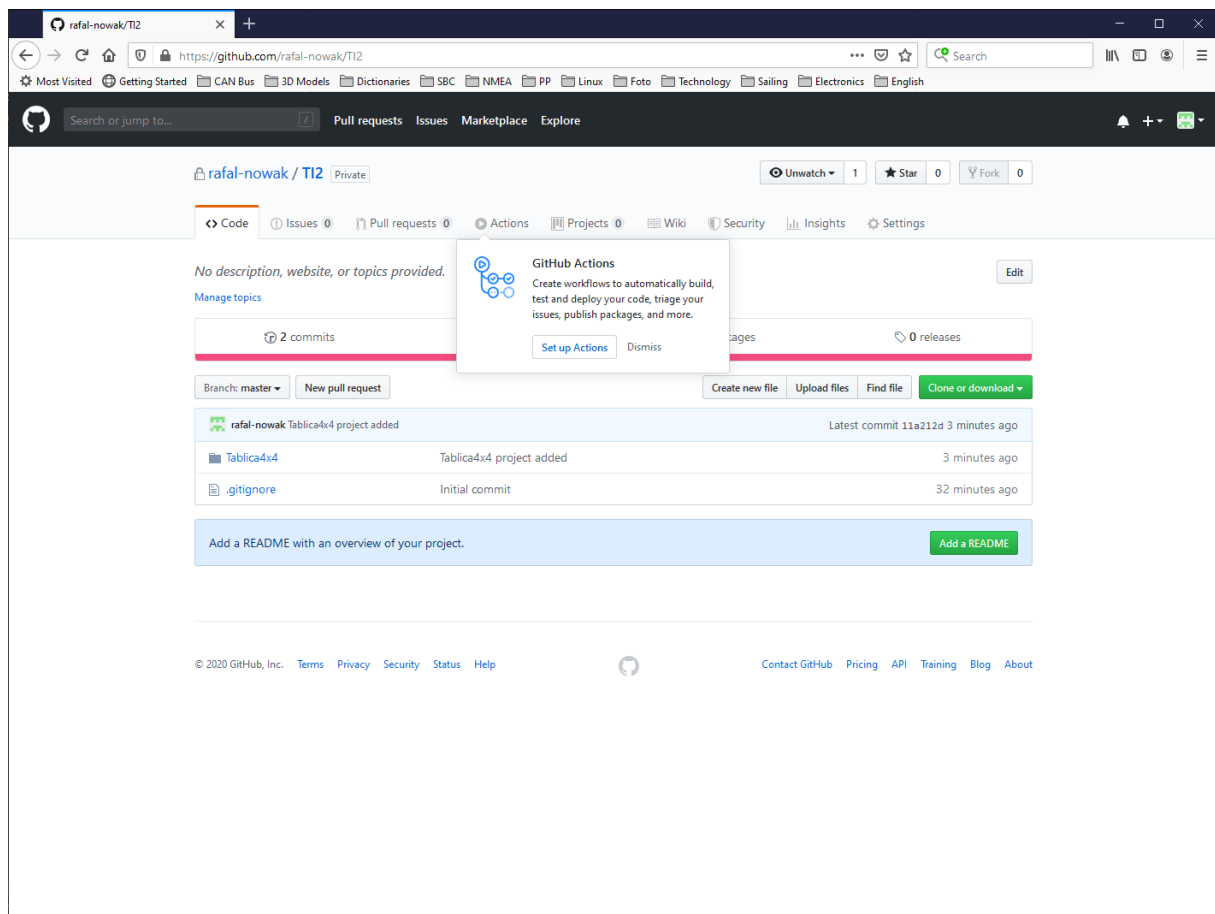 rafal-nowak/TI2
https://github.com/rafal-nowak/TI2 Search
Most Visited Getting Started CAN Bus 3D Models Dictionaries SBC NMEA PP Linux Foto Technology Sailing Electronics English
Search or jump to... / Pull requests Issues Marketplace Explore
rafal-nowak / TI2 Private Unwatch 1 Star 0 Fork 0
Code Issues 0 Pull requests 0 Actions Projects 0 Wiki Security Insights Settings
No description, website, or topics provided. Edit
Manage topics
GitHub Actions
Create workflows to automatically build,
test and deploy your code, triage your
issues, publish packages, and more.
Set up Actions Dismiss
2 commits kages 0 releases
Branch: master New pull request Create new file Upload files Find file Clone or download
rafal-nowak Tablica4x4 project added Latest commit 11a212d 3 minutes ago
Tablica4x4 Tablica4x4 project added 3 minutes ago
.gitignore Initial commit 32 minutes ago
Add a README with an overview of your project. Add a README
© 2020 GitHub, Inc. Terms Privacy Security Status Help Contact GitHub Pricing API Training Blog About